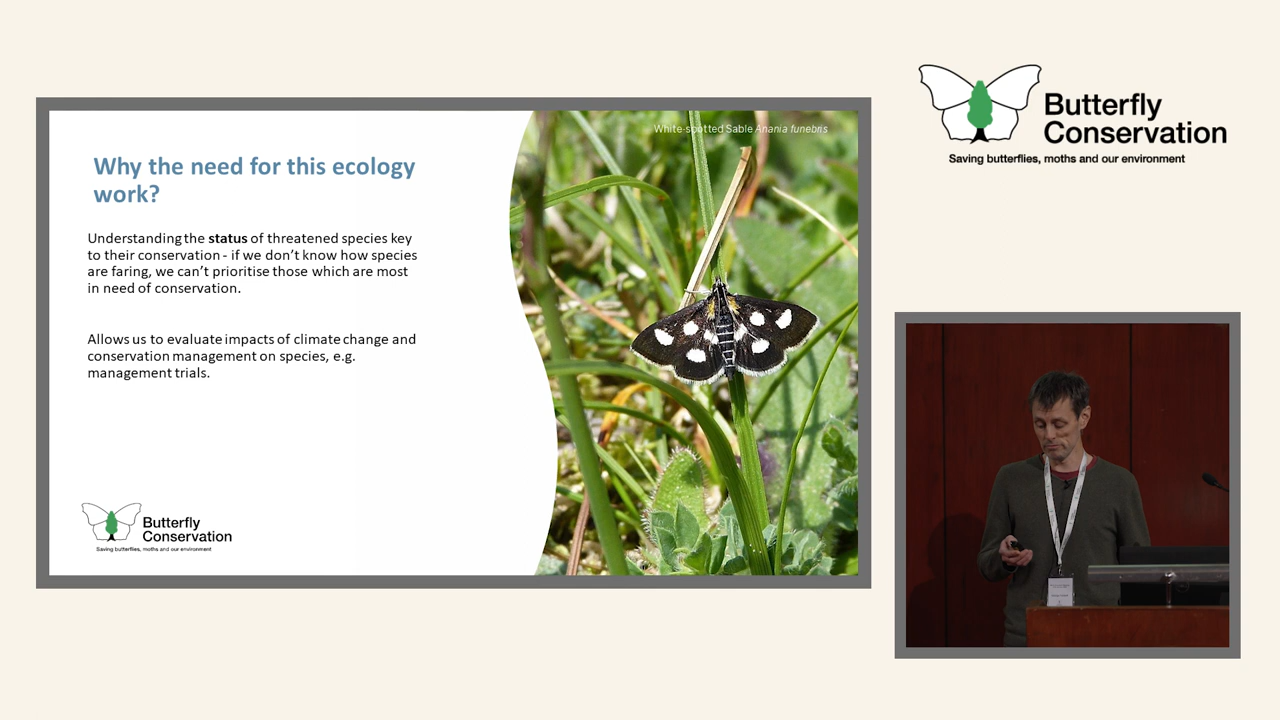 White-spotted Sable Anania funebris
Why the need for this ecology
work?
Understanding the status of threatened species key
to their conservation - if we don't know how species
are faring, we can't prioritise those which are most
in need of conservation.
Allows us to evaluate impacts of climate change and
conservation management on species, e.g.
management trials.
Butterfly
Conservation
Saving butterflies, moths and our environment
Butterfly
Conservation
Saving butterflies, moths and our environment